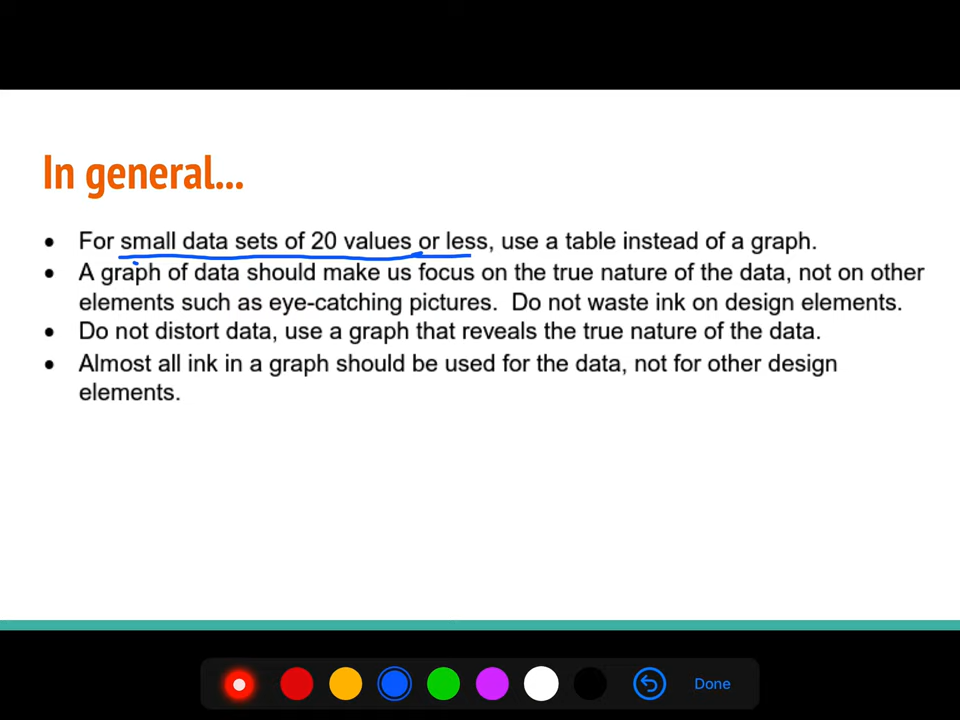 In general...
• For small data sets of 20 values or less, use a table instead of a graph.
• A graph of data should make us focus on the true nature of the data, not on other
elements such as eye-catching pictures.  Do not waste ink on design elements.
• Do not distort data, use a graph that reveals the true nature of the data.
• Almost all ink in a graph should be used for the data, not for other design
elements.
Done